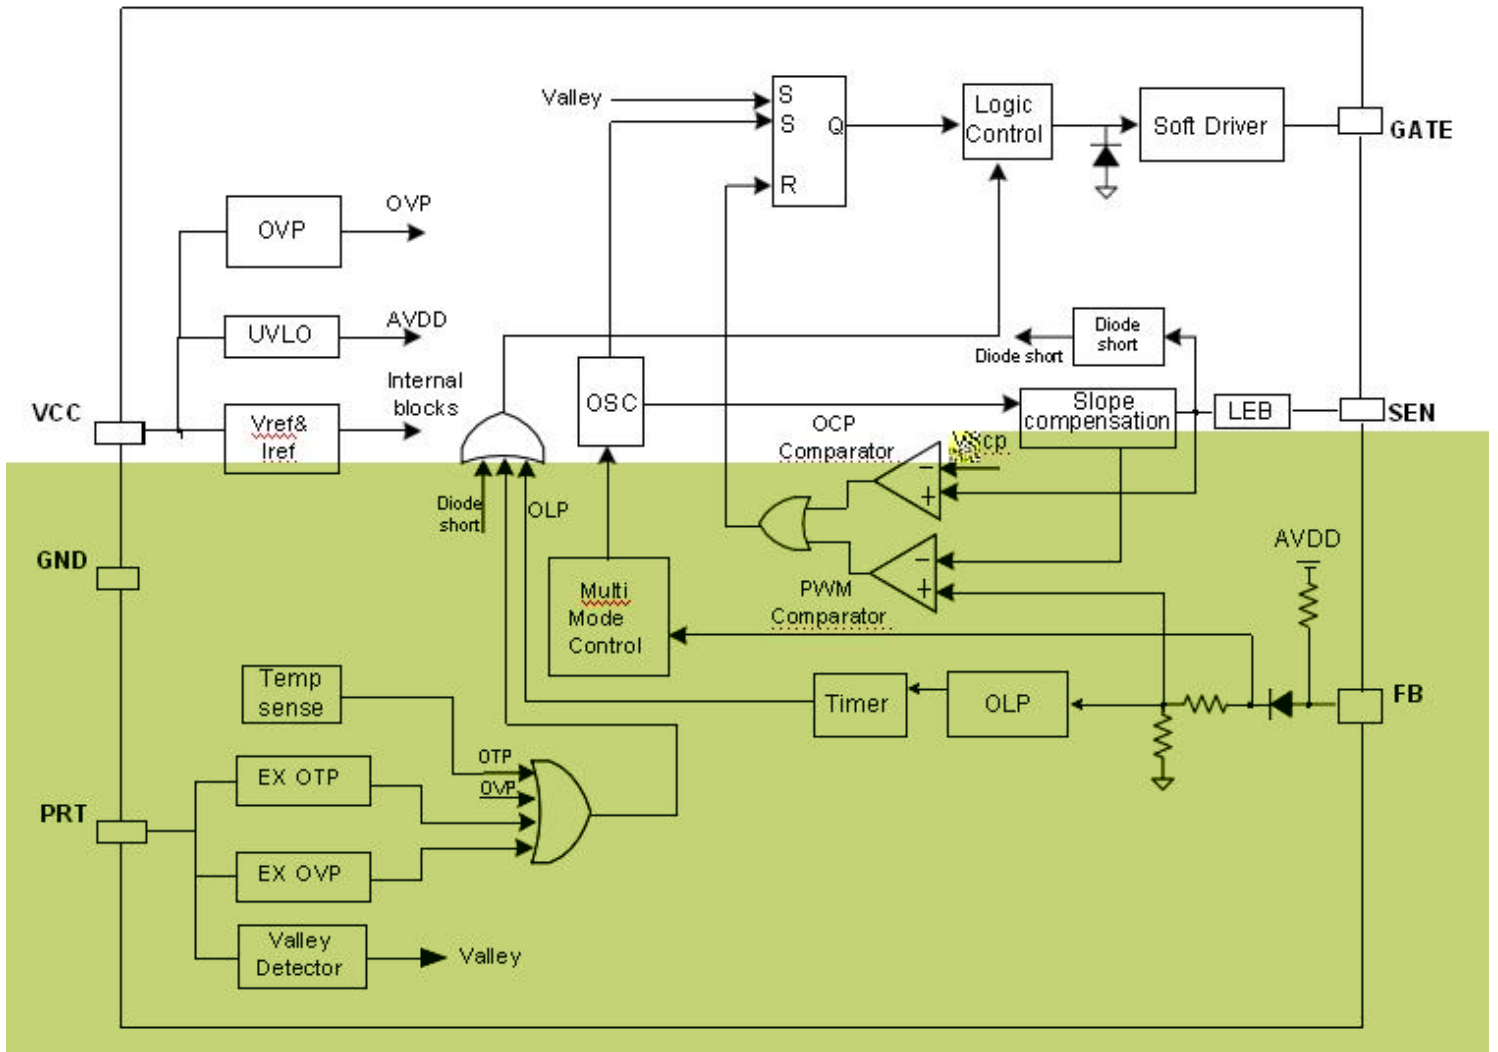 Valley
S
S
Q
R
Logic
Control
Soft Driver
GATE
OVP
OVP
UVLO
AVDD
Internal
blocks
VCC
Vref&
Iref
OSC
Diode
short
Diode short
Slope
compensation
LEB
SEN
OCP
Comparator
−
+
Diode
short
OLP
GND
Multi
Mode
Control
PWM
Comparator
−
+
AVDD
Temp
sense
Timer
OLP
FB
OTP
OVP
EX OTP
PRT
EX OVP
Valley
Detector
Valley